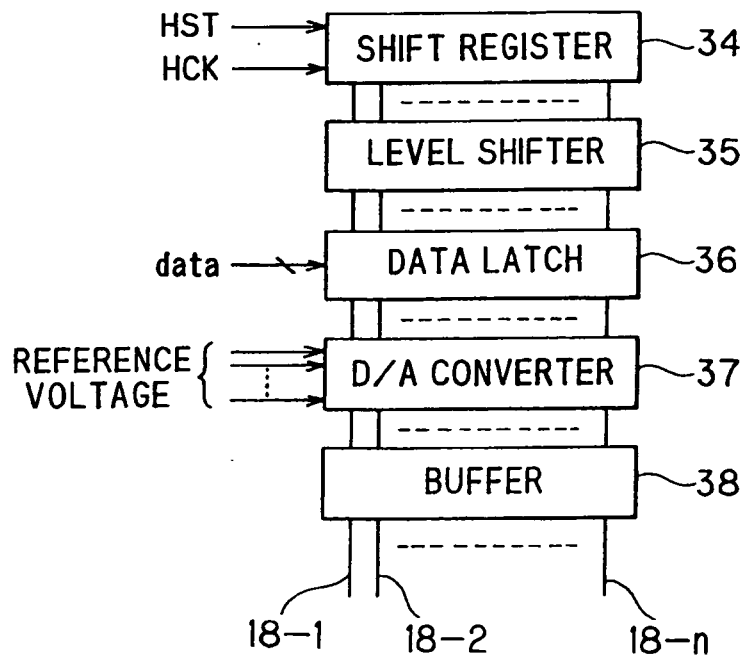 HST
HCK
SHIFT REGISTER
34
LEVEL SHIFTER
35
data
DATA LATCH
36
REFERENCE
VOLTAGE
D/A CONVERTER
37
BUFFER
38
18-1
18-2
18-n